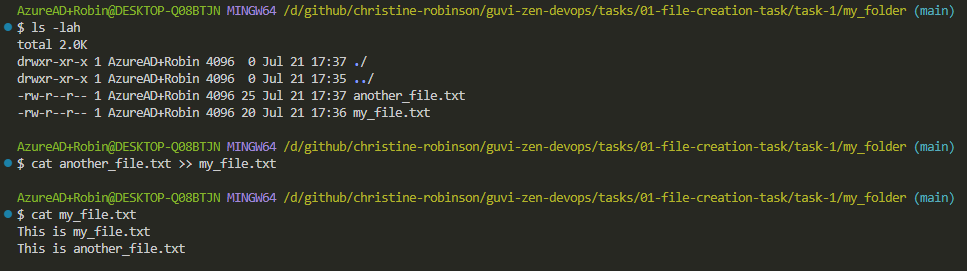 AzureAD+Robin@DESKTOP-Q08BTJN MINGW64 /d/github/christine-robinson/guvi-zen-devops/tasks/01-file-creation-task/task-1/my_folder (main)
$ ls -lah
total 2.0K
drwxr-xr-x 1 AzureAD+Robin 4096  0 Jul 21 17:37 ./
drwxr-xr-x 1 AzureAD+Robin 4096  0 Jul 21 17:35 ../
-rw-r--r-- 1 AzureAD+Robin 4096 25 Jul 21 17:37 another_file.txt
-rw-r--r-- 1 AzureAD+Robin 4096 20 Jul 21 17:36 my_file.txt
AzureAD+Robin@DESKTOP-Q08BTJN MINGW64 /d/github/christine-robinson/guvi-zen-devops/tasks/01-file-creation-task/task-1/my_folder (main)
$ cat another_file.txt >> my_file.txt
AzureAD+Robin@DESKTOP-Q08BTJN MINGW64 /d/github/christine-robinson/guvi-zen-devops/tasks/01-file-creation-task/task-1/my_folder (main)
$ cat my_file.txt
This is my_file.txt
This is another_file.txt